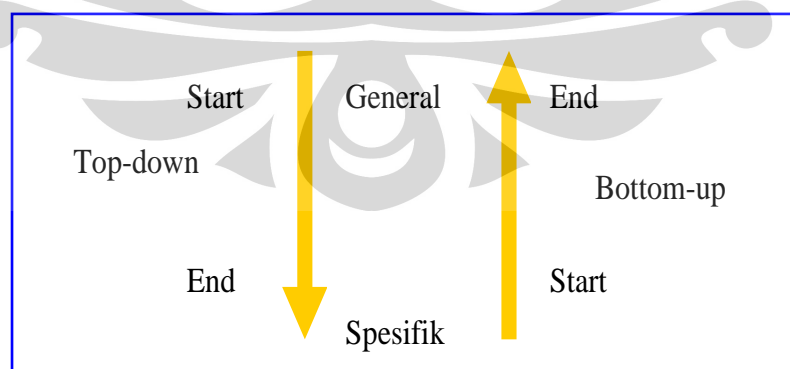 Start General End
Top-down
Bottom-up
End Start
Spesifik